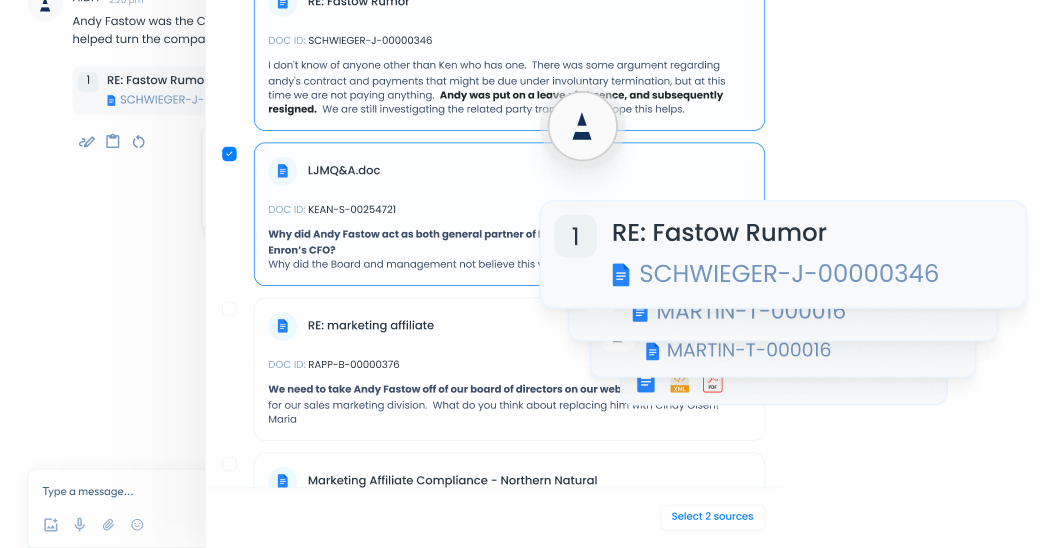 2:20 pm
Andy Fastow was the C
helped turn the compa
1 RE: Fastow Rumo
SCHWIEGER-J-
Type a message...
RE: Fastow Rumor
DOC ID: SCHWIEGER-J-00000346
I don't know of anyone other than Ken who has one. There was some argument regarding
andy's contract and payments that might be due under involuntary termination, but at this
time we are not paying anything. Andy was put on a leave ence, and subsequently
resigned. We are still investigating the related party tran ope this helps.
LJMQ&A.doc
DOC ID: KEAN-S-00254721
Why did Andy Fastow act as both general partner of
Enron's CFO?
Why did the Board and management not believe this
RE: marketing affiliate
DOC ID: RAPP-B-00000376
We need to take Andy Fastow off of our board of directors on our web
for our sales marketing division. What do you think about replacing him with Cindy Olsen?
Maria
Marketing Affiliate Compliance - Northern Natural
Select 2 sources
1 RE: Fastow Rumor
SCHWIEGER-J-00000346
MARTIN-T-000016
MARTIN-T-000016
XML PDF